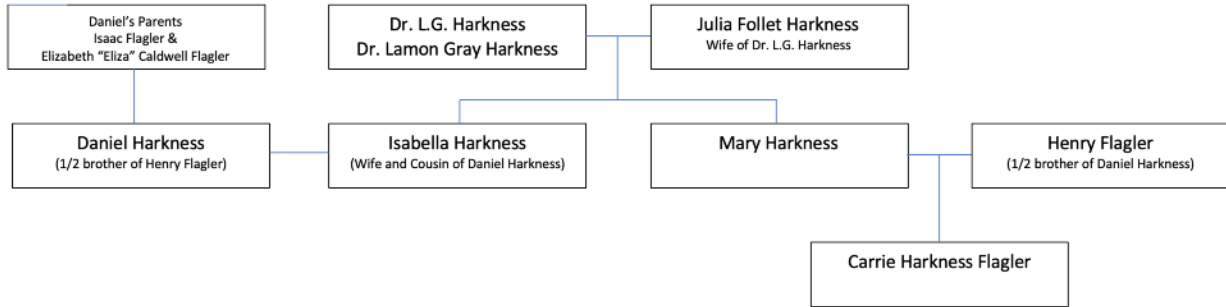 Daniel's Parents
Isaac Flagler &
Elizabeth “Eliza” Caldwell Flagler
Dr. L.G. Harkness
Dr. Lamon Gray Harkness
Julia Follet Harkness
Wife of Dr. L.G. Harkness
Daniel Harkness
(1/2 brother of Henry Flagler)
Isabella Harkness
(Wife and Cousin of Daniel Harkness)
Mary Harkness
Henry Flagler
(1/2 brother of Daniel Harkness)
Carrie Harkness Flagler